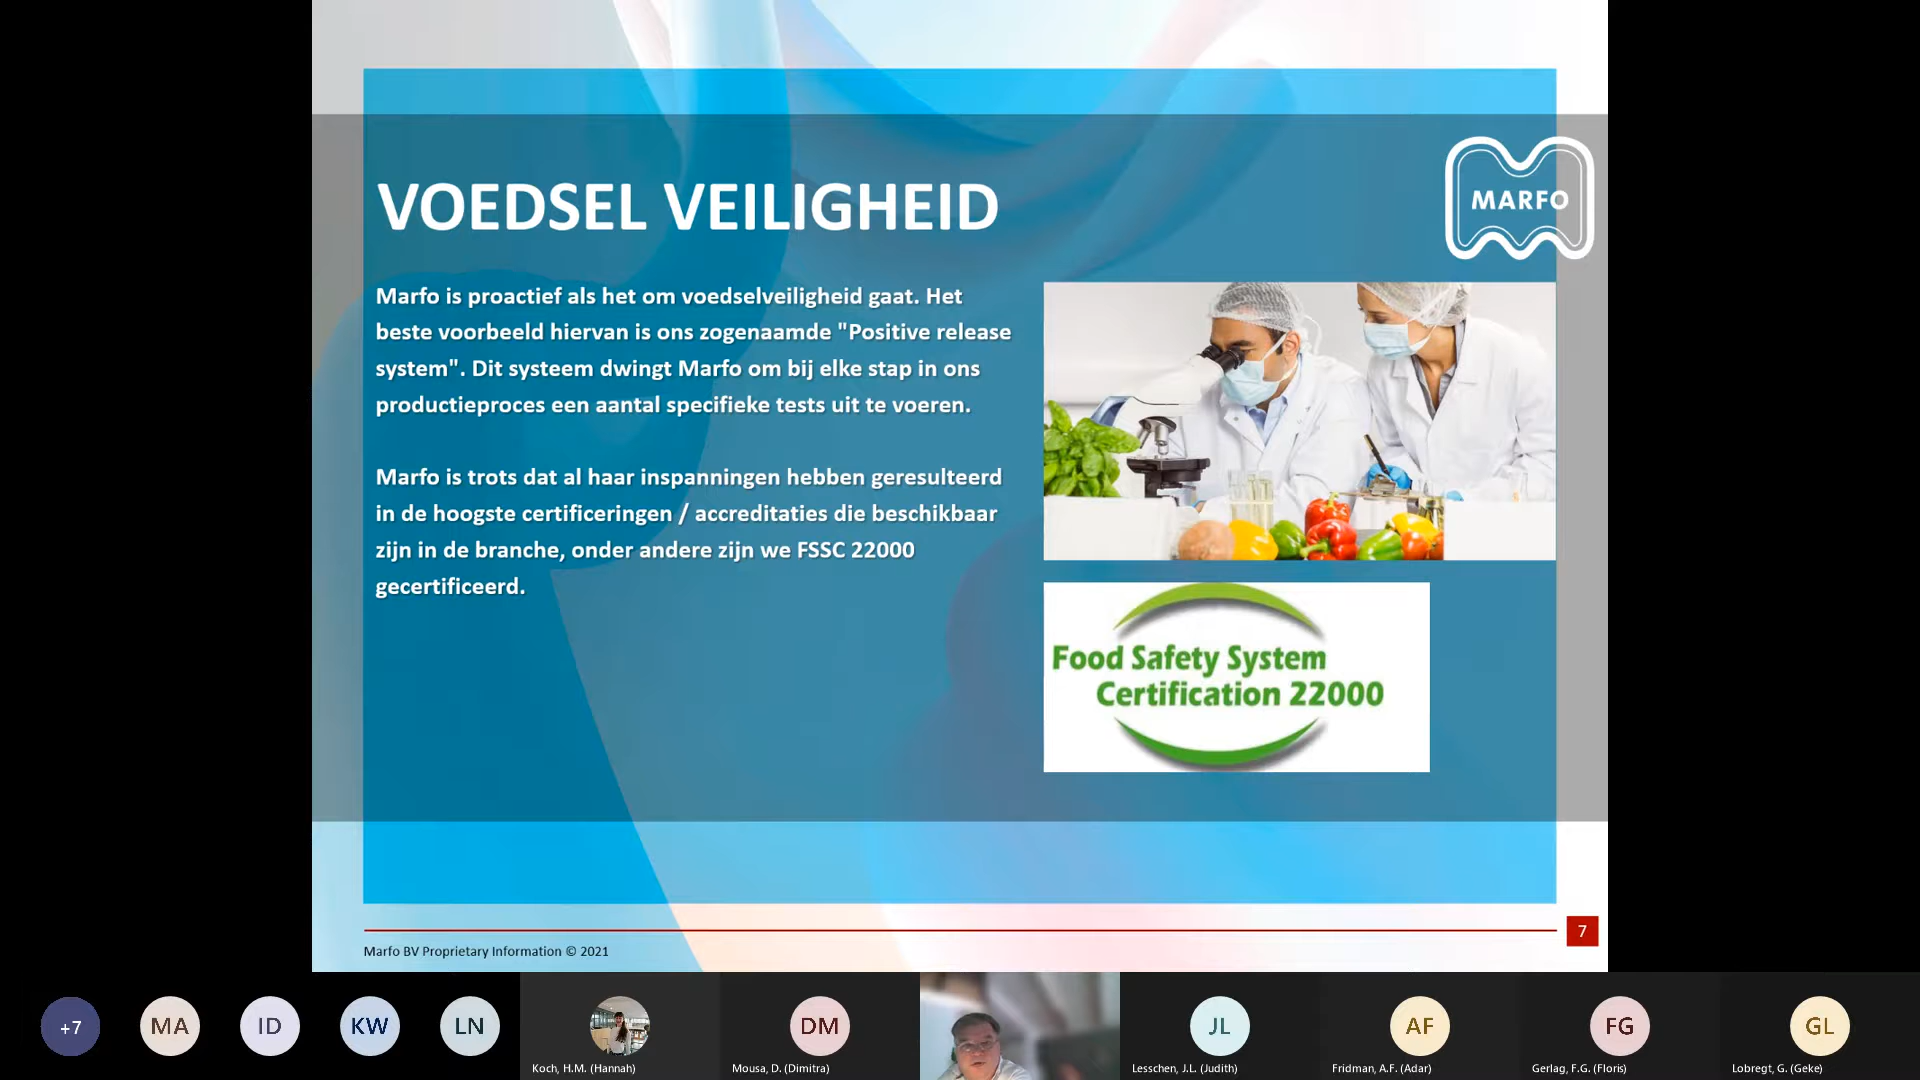 VOEDSEL VEILIGHEID
MARFO
Marfo is proactief als het om voedselveiligheid gaat. Het
beste voorbeeld hiervan is ons zogenaamde "Positive release
system". Dit systeem dwingt Marfo om bij elke stap in ons
productieproces een aantal specifieke tests uit te voeren.
Marfo is trots dat al haar inspanningen hebben geresulteerd
in de hoogste certificeringen / accreditaties die beschikbaar
zijn in de branche, onder andere zijn we FSSC 22000
gecertificeerd.
Food Safety System
Certification 22000
7
Marfo BV Proprietary Information © 2021
+7
MA
ID
KW
LN
Koch, H.M. (Hannah)
DM
Mousa, D. (Dimitra)
JL
Lesschen, J.L. (Judith)
AF
Fridman, A.F. (Adar)
FG
Gerlag, F.G. (Floris)
GL
Lobregt, G. (Geke)